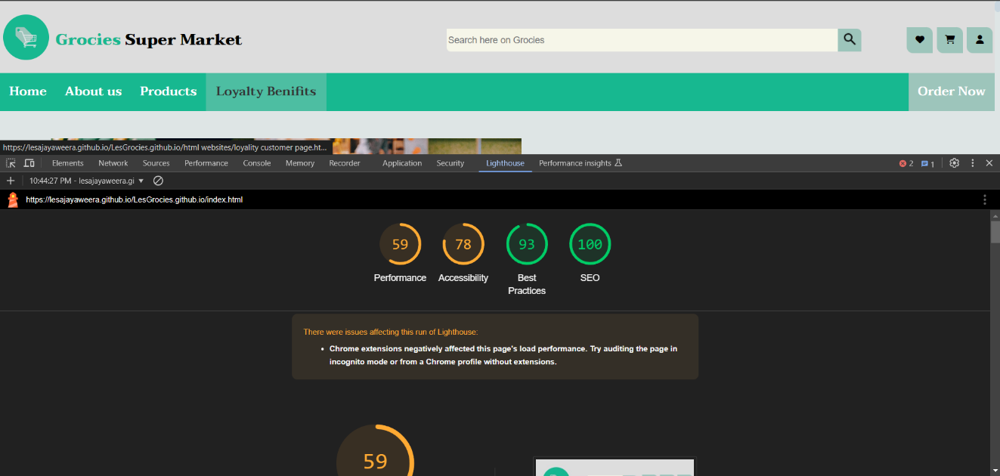 Grocies Super Market
Search here on Grocies
Home About us Products Loyalty Benifits Order Now
https://lesajayaweera.github.io/LesGrocies.github.io/html websites/loyality customer page.ht...
Elements Network Sources Performance Console Memory Recorder Application Security Lighthouse Performance insights 2 1
10:44:27 PM - lesajayaweera.gi
https://lesajayaweera.github.io/LesGrocies.github.io/index.html
59 78 93 100
Performance Accessibility Best Practices SEO
There were issues affecting this run of Lighthouse:
• Chrome extensions negatively affected this page's load performance. Try auditing the page in
incognito mode or from a Chrome profile without extensions.
59